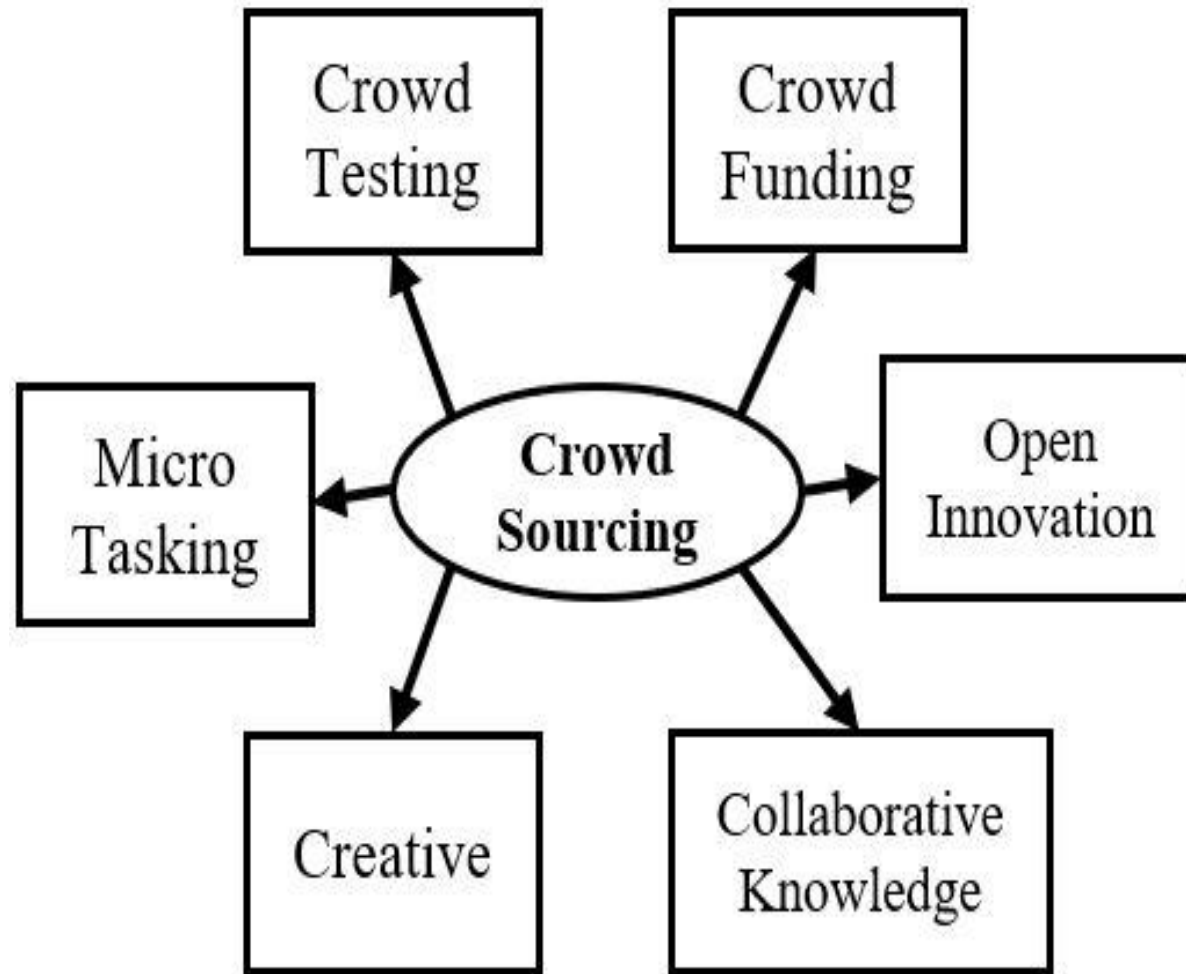 Crowd
Testing
Crowd
Funding
Micro
Tasking
Crowd
Sourcing
Open
Innovation
Creative
Collaborative
Knowledge